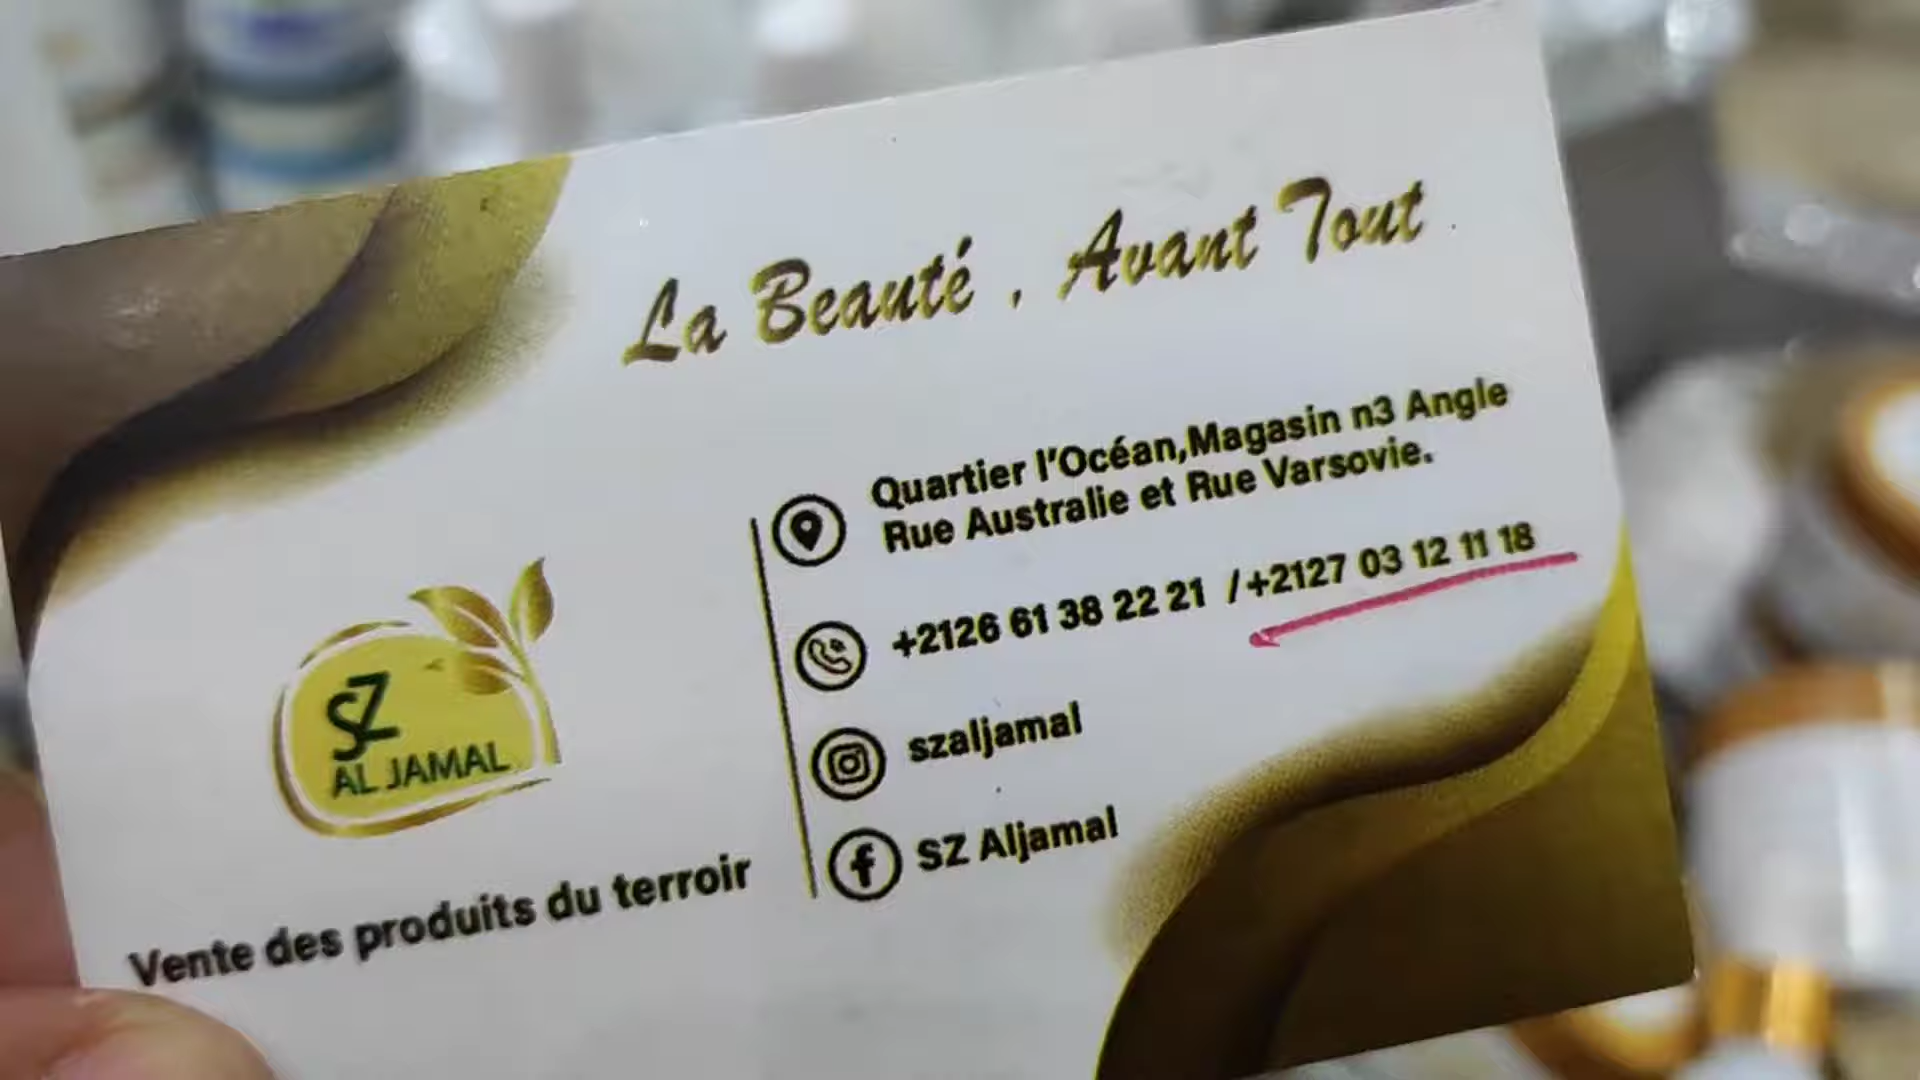 La Beauté , Avant Tout
Quartier l'Océan,Magasin n3 Angle
Rue Australie et Rue Varsovie.
+2126 61 38 22 21 /+2127 03 12 11 18
szaljamal
SZ Aljamal
SZ
AL JAMAL
Vente des produits du terroir